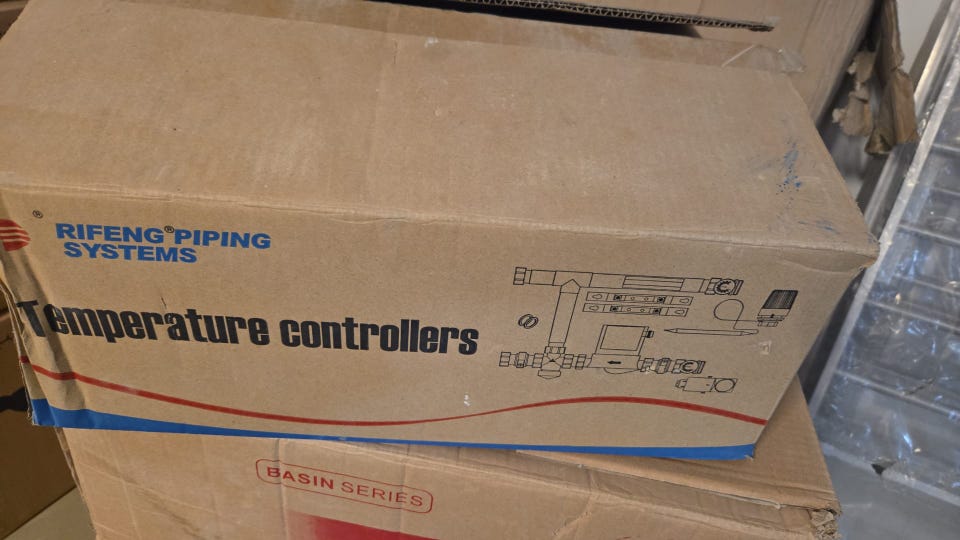 ®
RIFENG® PIPING
SYSTEMS
Temperature controllers
BASIN SERIES